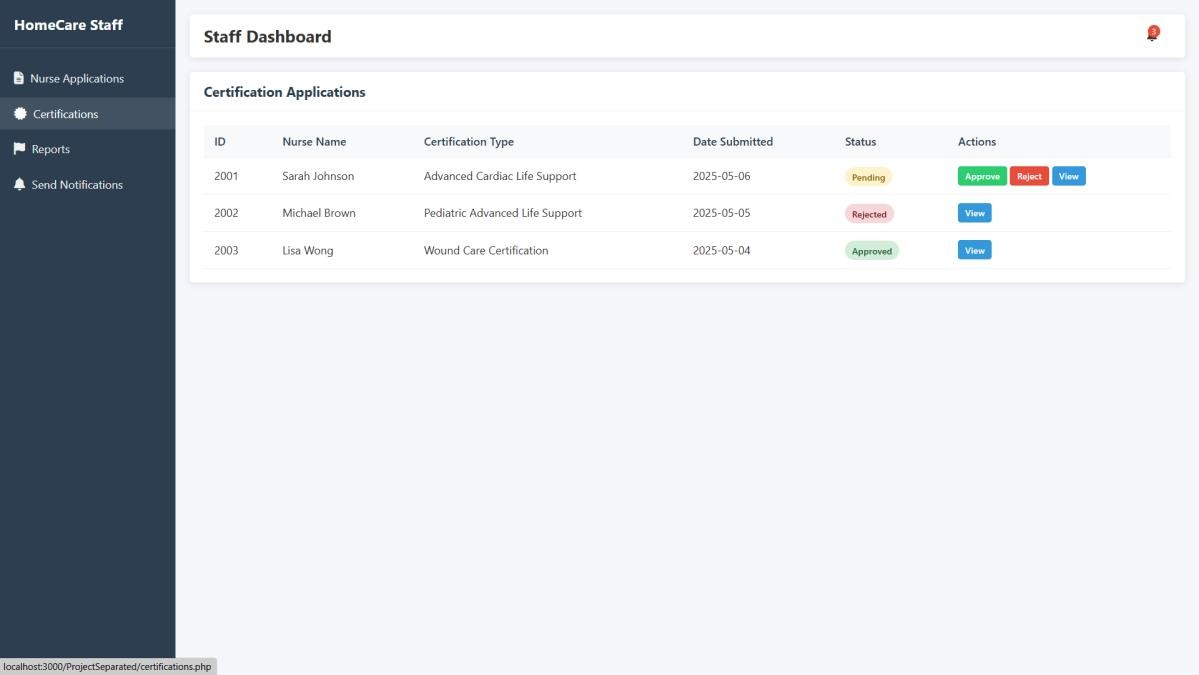 HomeCare Staff
Nurse Applications
Certifications
Reports
Send Notifications
Staff Dashboard
3
Certification Applications
ID Nurse Name Certification Type Date Submitted Status Actions
2001 Sarah Johnson Advanced Cardiac Life Support 2025-05-06 Pending Approve Reject View
2002 Michael Brown Pediatric Advanced Life Support 2025-05-05 Rejected View
2003 Lisa Wong Wound Care Certification 2025-05-04 Approved View
localhost:3000/ProjectSeparated/certifications.php